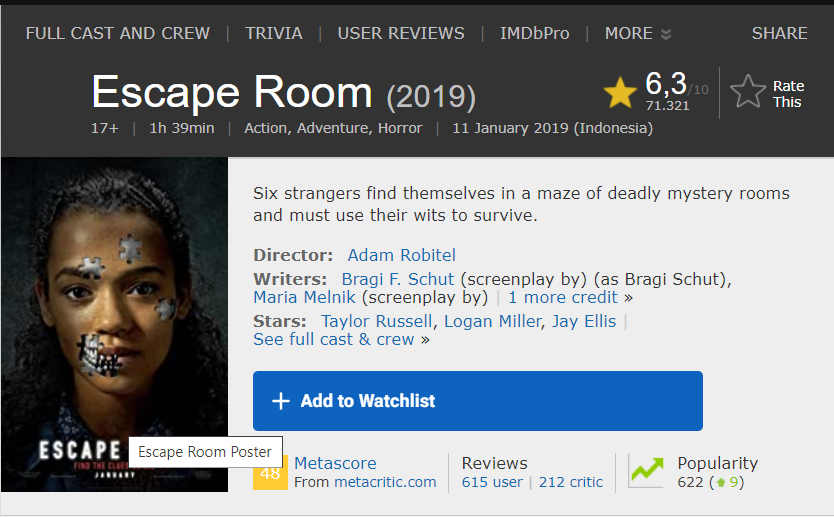 FULL CAST AND CREW | TRIVIA | USER REVIEWS | IMDbPro | MORE | SHARE
Escape Room (2019)
6,3/10
71.321
Rate This
17+ | 1h 39min | Action, Adventure, Horror | 11 January 2019 (Indonesia)
Six strangers find themselves in a maze of deadly mystery rooms
and must use their wits to survive.
Director: Adam Robitel
Writers: Bragi F. Schut (screenplay by) (as Bragi Schut),
Maria Melnik (screenplay by) | 1 more credit »
Stars: Taylor Russell, Logan Miller, Jay Ellis |
See full cast & crew »
+ Add to Watchlist
ESCAPE
FIND THE CLUES
JANUARY
Escape Room Poster
48
Metascore
From metacritic.com
Reviews
615 user | 212 critic
Popularity
622 (9)